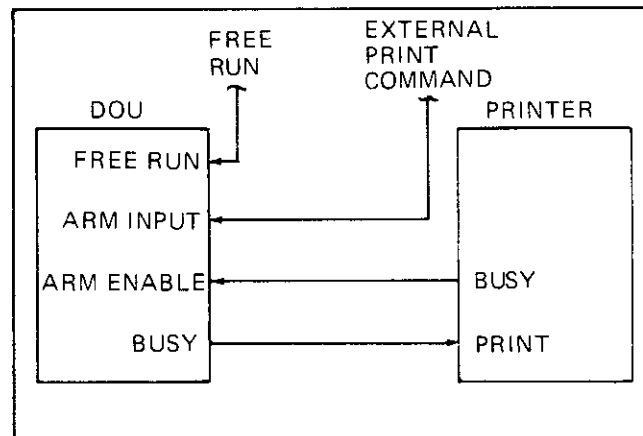 FREE
RUN
EXTERNAL
PRINT
COMMAND
DOU
PRINTER
FREE RUN
ARM INPUT
ARM ENABLE
BUSY
BUSY
PRINT